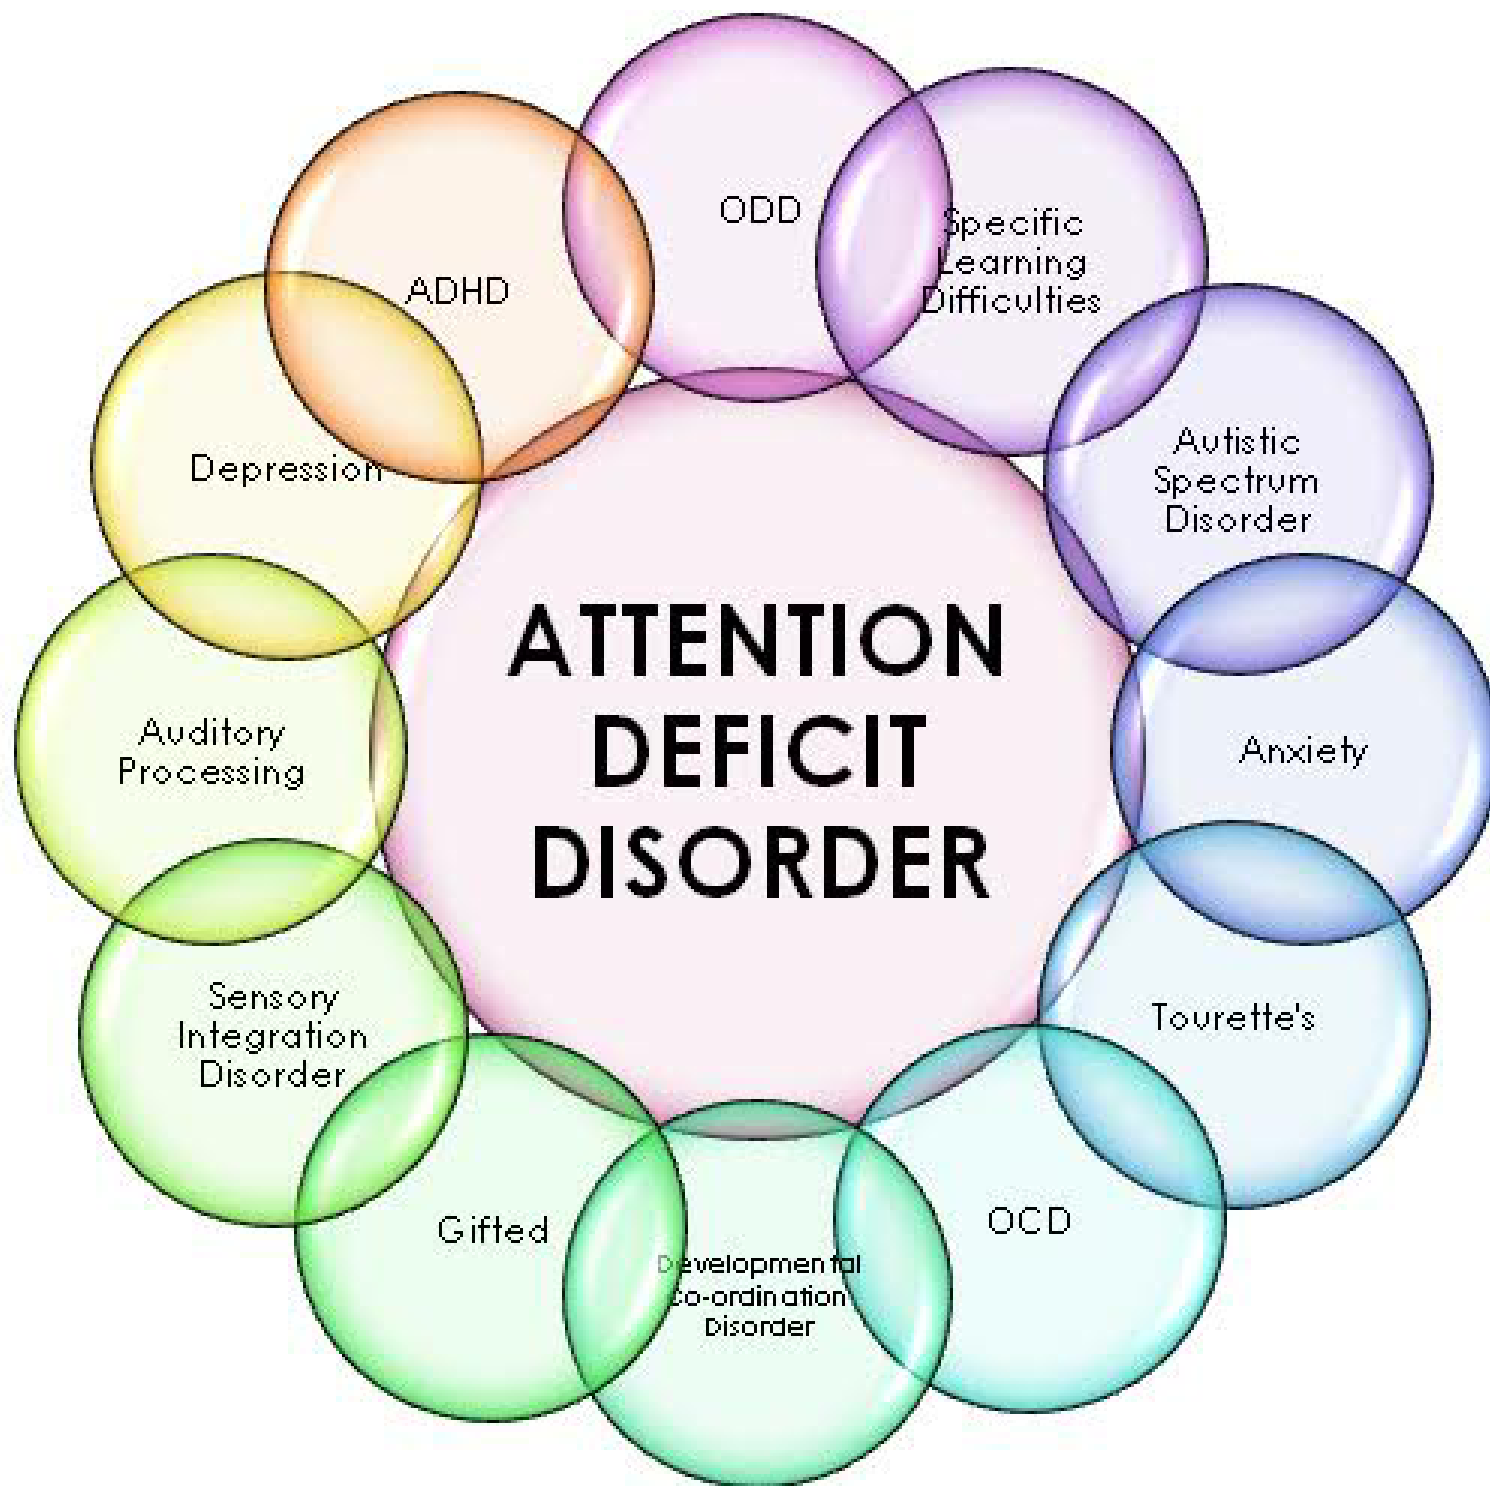 ODD
Specific
Learning
Difficulties
Autistic
Spectrum
Disorder
Anxiety
Tourette's
OCD
Developmental
Co-ordination
Disorder
Gifted
Sensory
Integration
Disorder
Auditory
Processing
Depression
ADHD
ATTENTION
DEFICIT
DISORDER